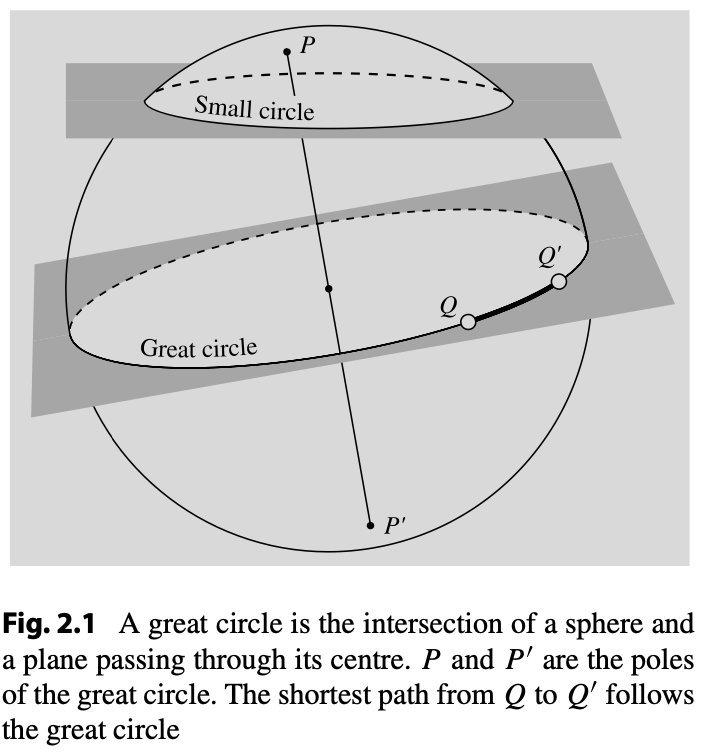 P
Small circle
Q′
Q
Great circle
P′
Fig. 2.1 A great circle is the intersection of a sphere and
a plane passing through its centre. P and P′ are the poles
of the great circle. The shortest path from Q to Q′ follows
the great circle